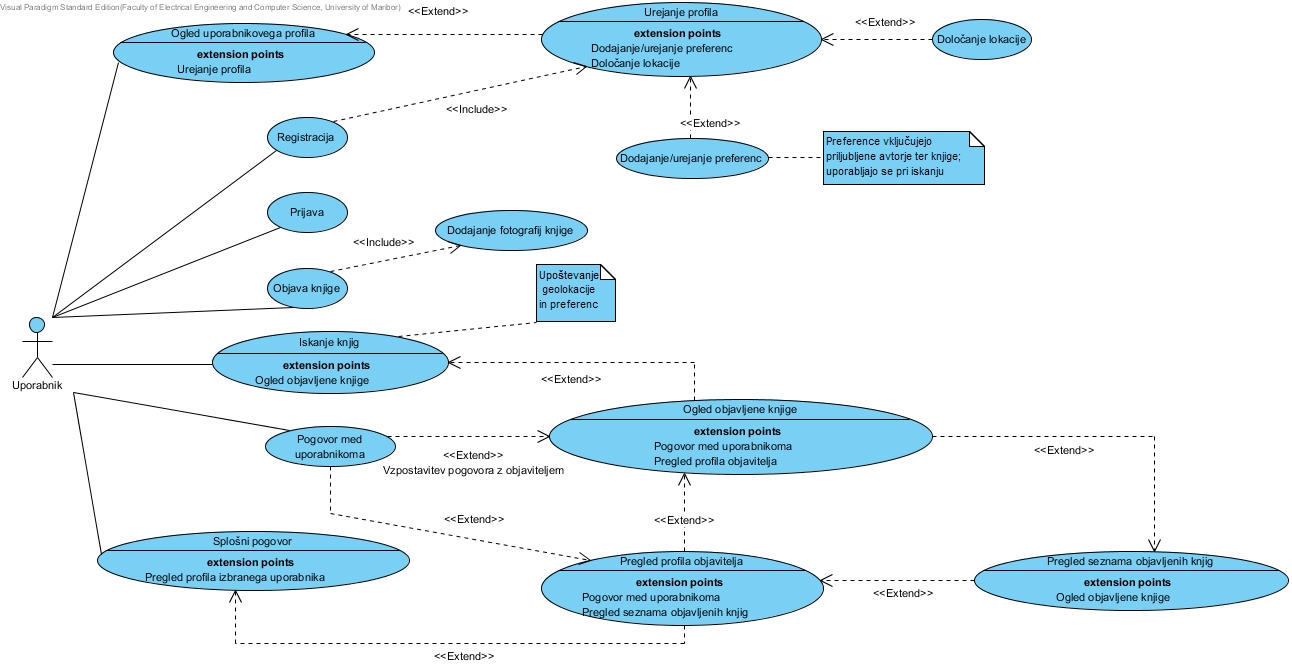 Visual Paradigm Standard Edition(Faculty of Electrical Engineering and Computer Science, University of Maribor)
<<Extend>>
Ogled uporabnikovega profila
extension points
Urejanje profila
Urejanje profila
extension points
Dodajanje/urejanje preferenc
Določanje lokacije
<<Extend>>
Določanje lokacije
<<Include>>
<<Extend>>
Registracija
Dodajanje/urejanje preferenc
Preference vključujejo
priljubljene avtorje ter knjige;
uporabljajo se pri iskanju
Prijava
<<Include>>
Dodajanje fotografij knjige
Objava knjige
Upoštevanje
geolokacije
in preferenc
Uporabnik
Iskanje knjig
extension points
Ogled objavljene knjige
<<Extend>>
Ogled objavljene knjige
extension points
Pogovor med uporabnikoma
Pregled profila objavitelja
Pogovor med
uporabnikoma
<<Extend>>
Vzpostavitev pogovora z objaviteljem
<<Extend>>
<<Extend>>
<<Extend>>
Splošni pogovor
extension points
Pregled profila izbranega uporabnika
Pregled profila objavitelja
extension points
Pogovor med uporabnikoma
Pregled seznama objavljenih knjig
<<Extend>>
Pregled seznama objavljenih knjig
extension points
Ogled objavljene knjige
<<Extend>>